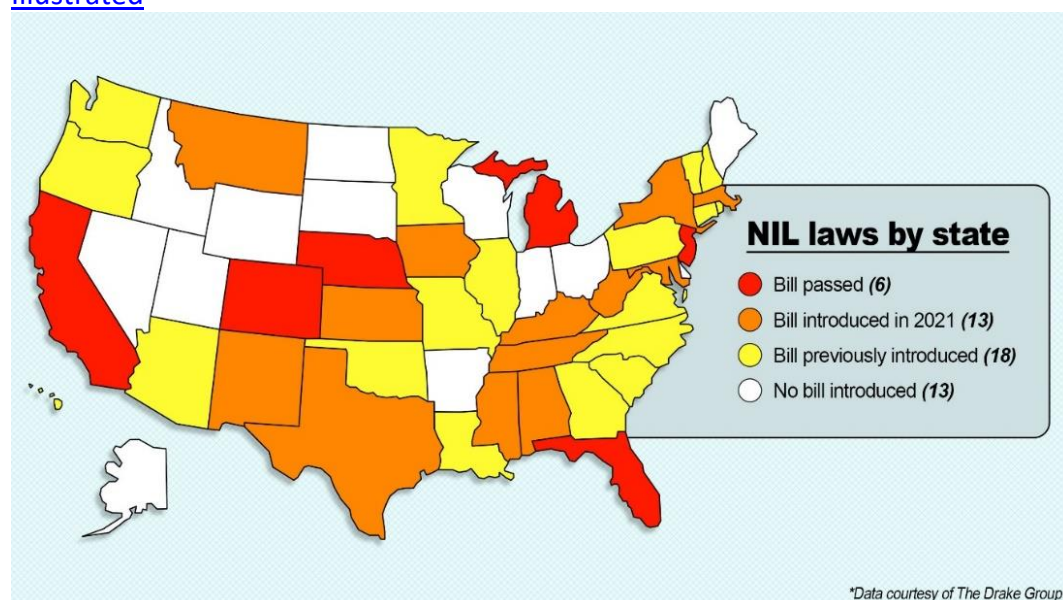 Illustrated
NIL laws by state
Bill passed (6)
Bill introduced in 2021 (13)
Bill previously introduced (18)
No bill introduced (13)
*Data courtesy of The Drake Group